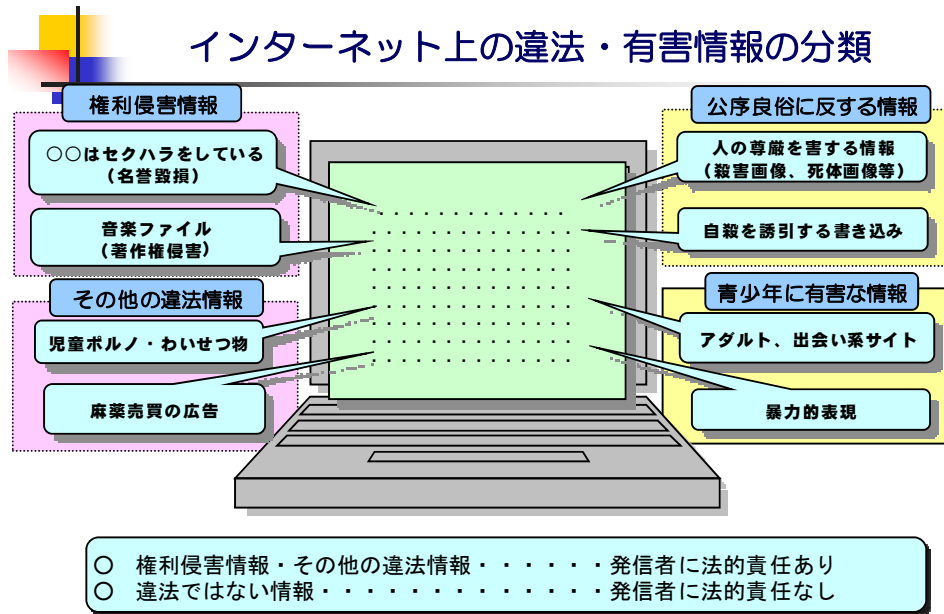 インターネット上の違法・有害情報の分類
権利侵害情報
○○はセクハラをしている
（名誉毀損）
音楽ファイル
（著作権侵害）
その他の違法情報
児童ポルノ・わいせつ物
麻薬売買の広告
公序良俗に反する情報
人の尊厳を害する情報
（殺害画像、死体画像等）
自殺を誘引する書き込み
青少年に有害な情報
アダルト、出会い系サイト
暴力的表現
○　権利侵害情報・その他の違法情報・・・・・・発信者に法的責任あり
○　違法ではない情報・・・・・・・・・・・・・発信者に法的責任なし